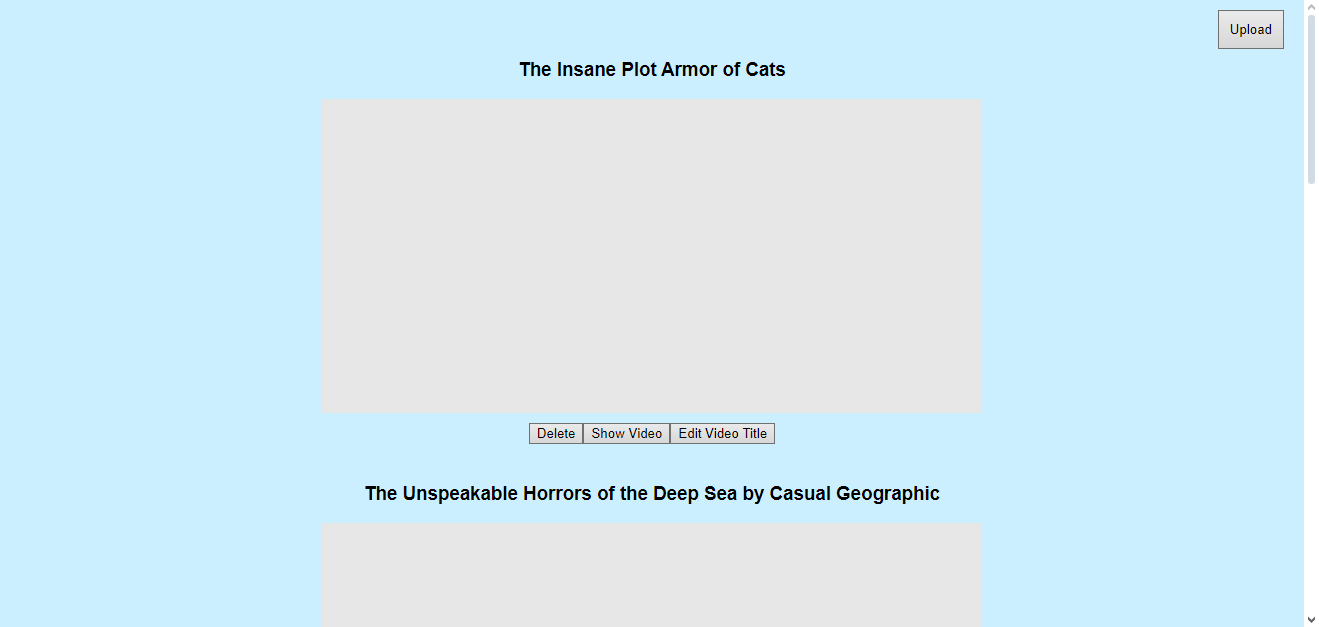 Upload
The Insane Plot Armor of Cats
Delete Show Video Edit Video Title
The Unspeakable Horrors of the Deep Sea by Casual Geographic